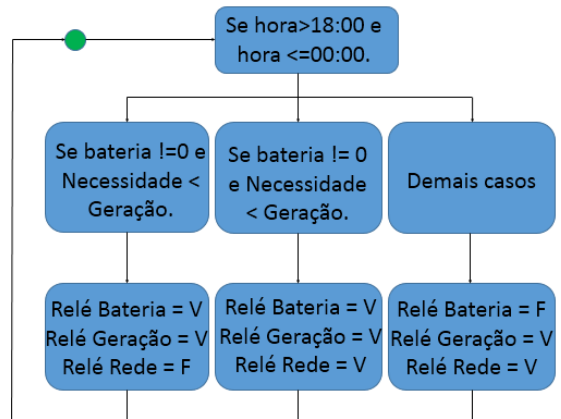 Se hora>18:00 e
hora <=00:00.
Se bateria !=0 e
Necessidade <
Geração.
Se bateria != 0
e Necessidade
< Geração.
Demais casos
Relé Bateria = V
Relé Geração = V
Relé Rede = F
Relé Bateria = V
Relé Geração = V
Relé Rede = V
Relé Bateria = F
Relé Geração = V
Relé Rede = V